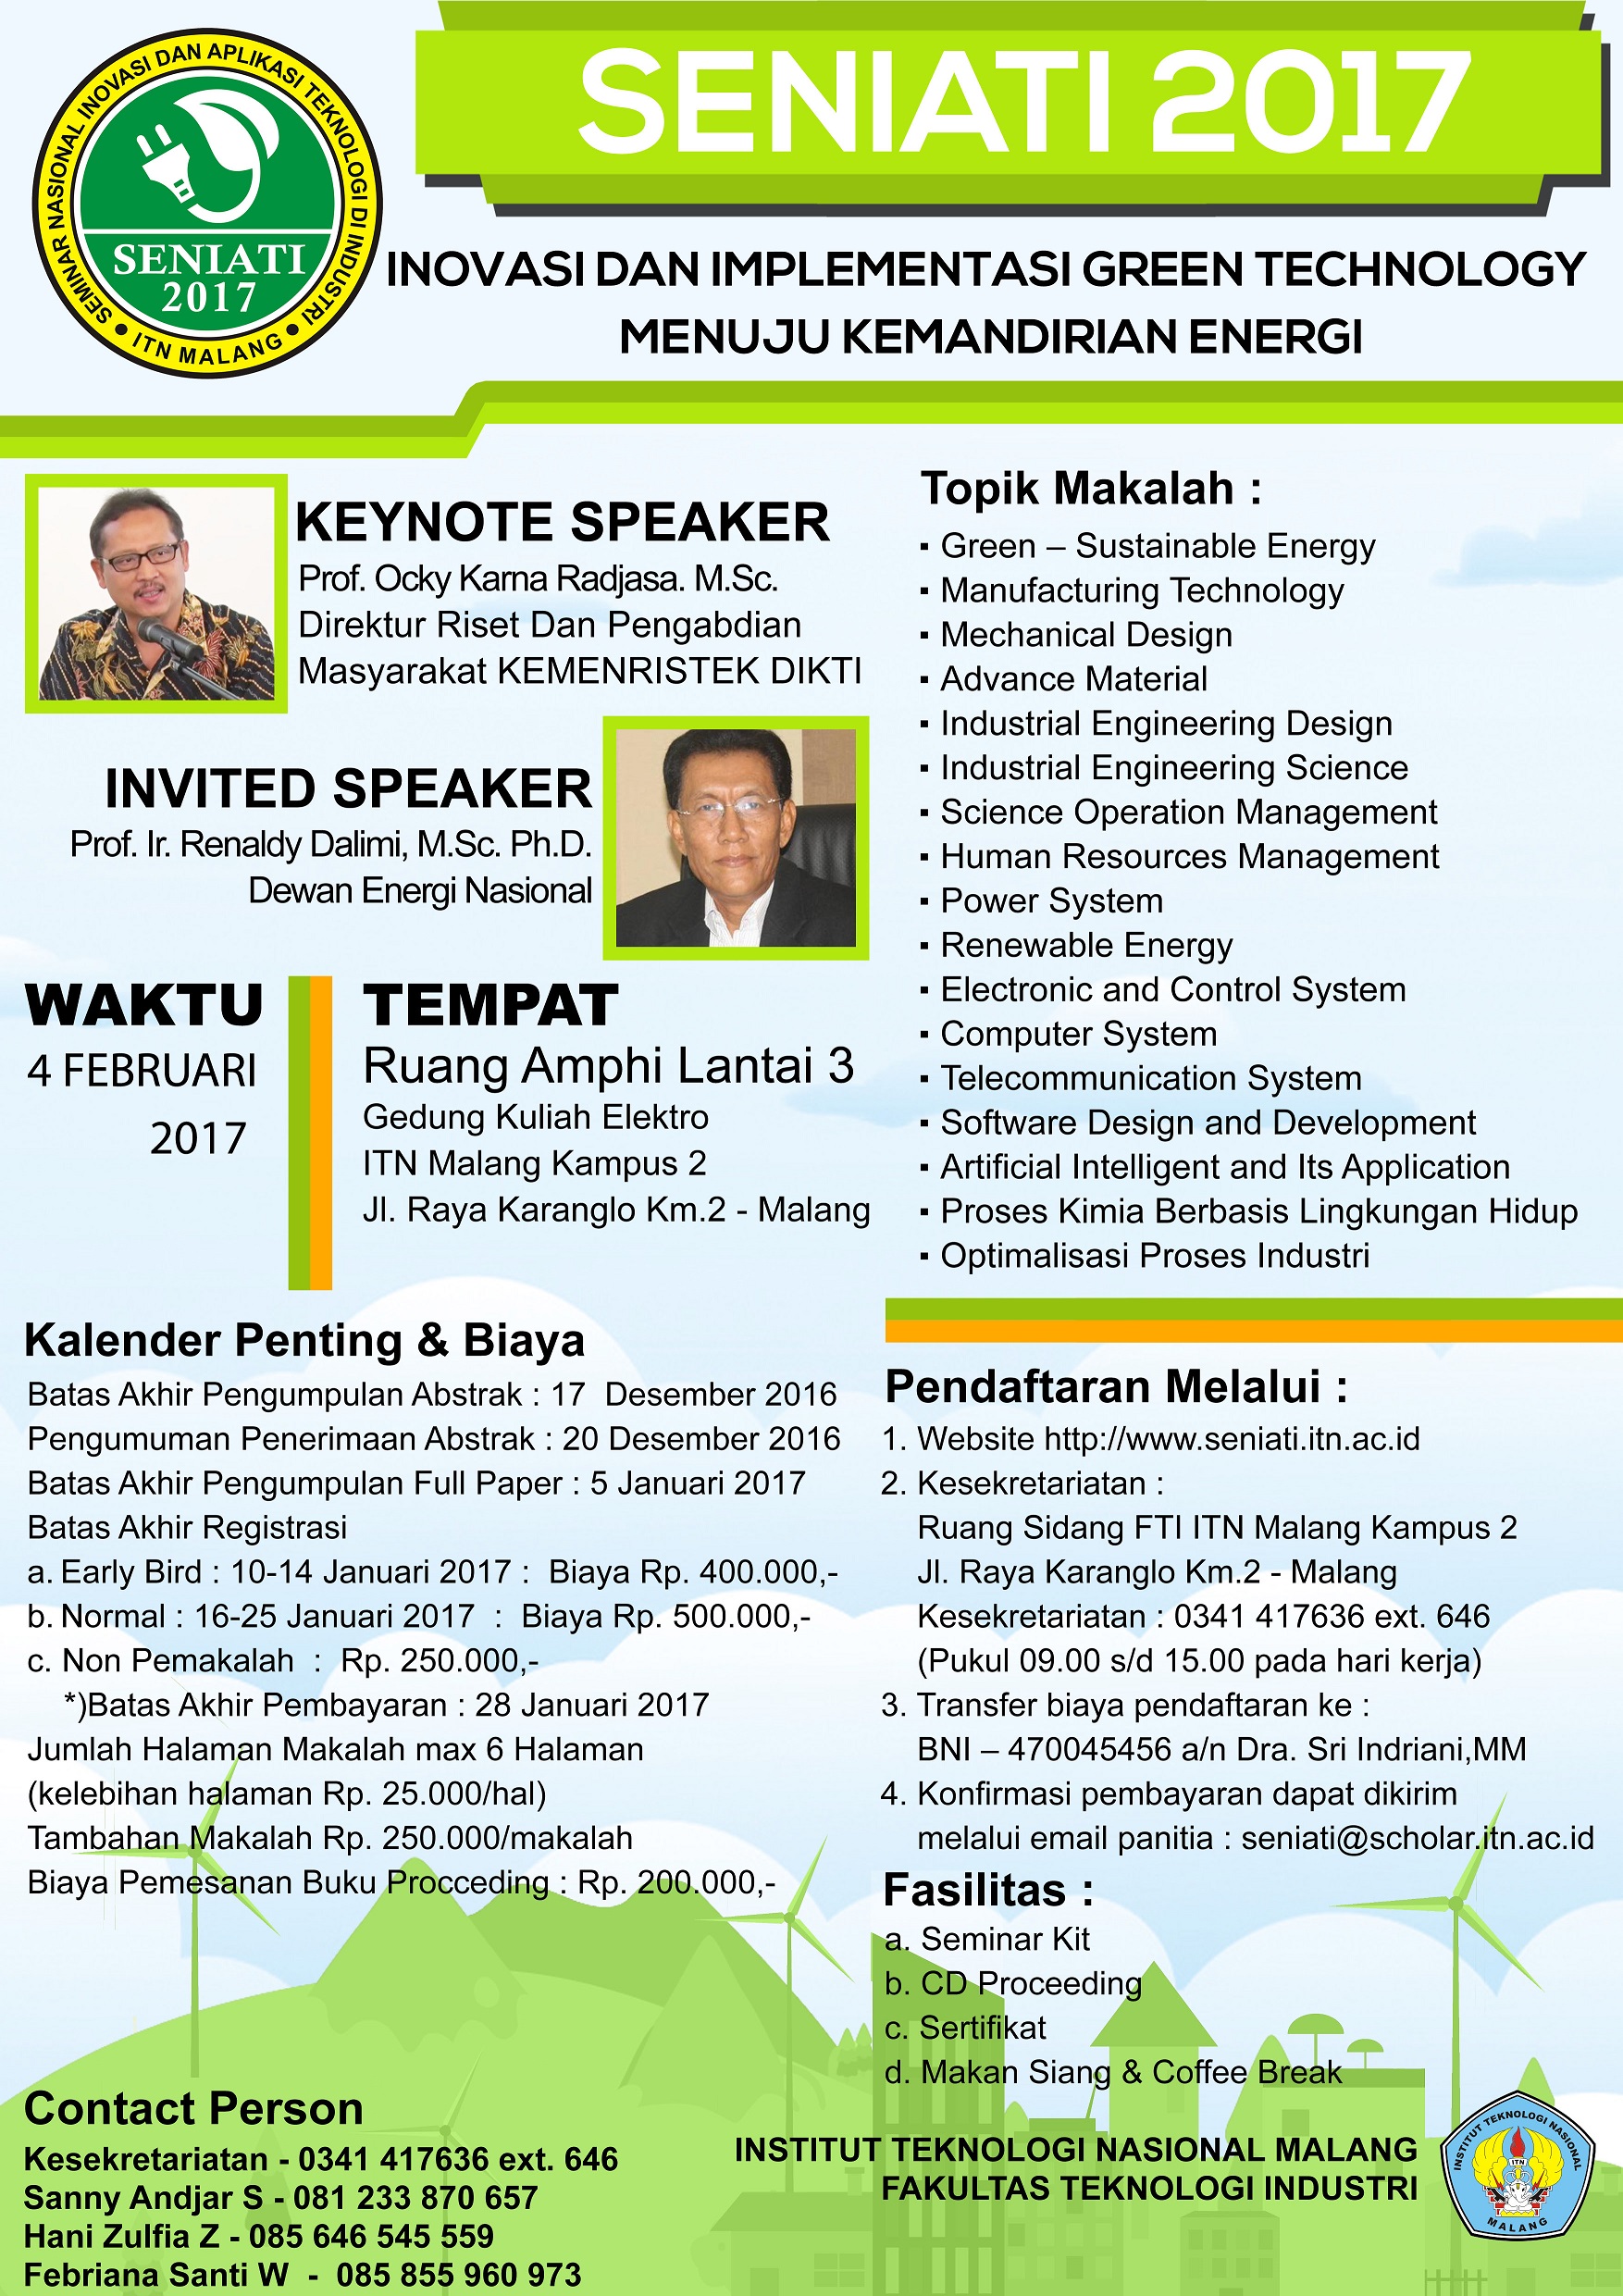 SEMINAR NASIONAL INOVASI DAN APLIKASI TEKNOLOGI DI INDUSTRI
SENIATI
2017
• ITN MALANG •
SENIATI 2017
INOVASI DAN IMPLEMENTASI GREEN TECHNOLOGY
MENUJU KEMANDIRIAN ENERGI
KEYNOTE SPEAKER
Prof. Ocky Karna Radjasa. M.Sc.
Direktur Riset Dan Pengabdian
Masyarakat KEMENRISTEK DIKTI
INVITED SPEAKER
Prof. Ir. Renaldy Dalimi, M.Sc. Ph.D.
Dewan Energi Nasional
WAKTU
4 FEBRUARI
2017
TEMPAT
Ruang Amphi Lantai 3
Gedung Kuliah Elektro
ITN Malang Kampus 2
Jl. Raya Karanglo Km.2 - Malang
Topik Makalah :
▪ Green – Sustainable Energy
▪ Manufacturing Technology
▪ Mechanical Design
▪ Advance Material
▪ Industrial Engineering Design
▪ Industrial Engineering Science
▪ Science Operation Management
▪ Human Resources Management
▪ Power System
▪ Renewable Energy
▪ Electronic and Control System
▪ Computer System
▪ Telecommunication System
▪ Software Design and Development
▪ Artificial Intelligent and Its Application
▪ Proses Kimia Berbasis Lingkungan Hidup
▪ Optimalisasi Proses Industri
Kalender Penting & Biaya
Batas Akhir Pengumpulan Abstrak : 17 Desember 2016
Pengumuman Penerimaan Abstrak : 20 Desember 2016
Batas Akhir Pengumpulan Full Paper : 5 Januari 2017
Batas Akhir Registrasi
a. Early Bird : 10-14 Januari 2017 : Biaya Rp. 400.000,-
b. Normal : 16-25 Januari 2017 : Biaya Rp. 500.000,-
c. Non Pemakalah : Rp. 250.000,-
*)Batas Akhir Pembayaran : 28 Januari 2017
Jumlah Halaman Makalah max 6 Halaman
(kelebihan halaman Rp. 25.000/hal)
Tambahan Makalah Rp. 250.000/makalah
Biaya Pemesanan Buku Procceding : Rp. 200.000,-
Pendaftaran Melalui :
1. Website http://www.seniati.itn.ac.id
2. Kesekretariatan :
Ruang Sidang FTI ITN Malang Kampus 2
Jl. Raya Karanglo Km.2 - Malang
Kesekretariatan : 0341 417636 ext. 646
(Pukul 09.00 s/d 15.00 pada hari kerja)
3. Transfer biaya pendaftaran ke :
BNI – 470045456 a/n Dra. Sri Indriani,MM
4. Konfirmasi pembayaran dapat dikirim
melalui email panitia : seniati@scholar.itn.ac.id
Fasilitas :
a. Seminar Kit
b. CD Proceeding
c. Sertifikat
d. Makan Siang & Coffee Break
Contact Person
Kesekretariatan - 0341 417636 ext. 646
Sanny Andjar S - 081 233 870 657
Hani Zulfia Z - 085 646 545 559
Febriana Santi W - 085 855 960 973
INSTITUT TEKNOLOGI NASIONAL MALANG
FAKULTAS TEKNOLOGI INDUSTRI
INSTITUT TEKNOLOGI NASIONAL
ITN
MALANG